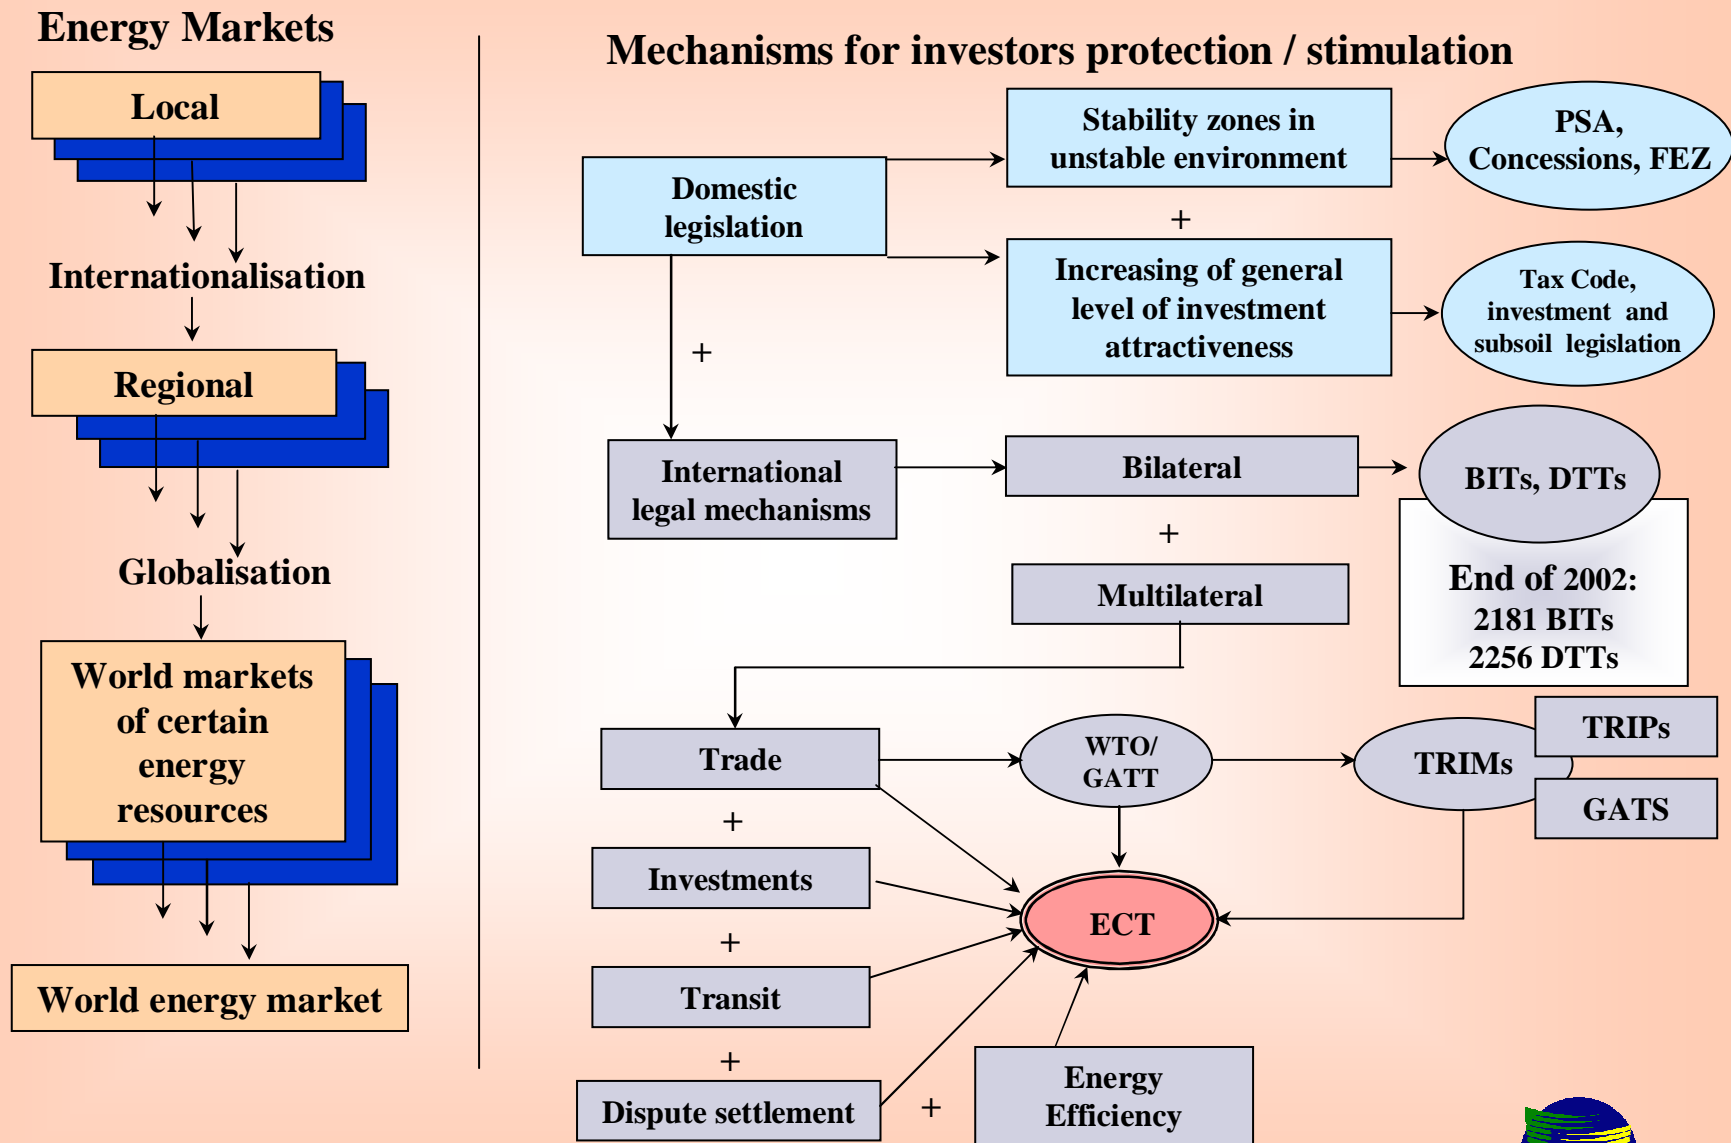 Energy Markets
Local
Internationalisation
Regional
Globalisation
World markets
of certain
energy
resources
World energy market
Mechanisms for investors protection / stimulation
Domestic
legislation
Stability zones in
unstable environment
PSA,
Concessions, FEZ
+
Increasing of general
level of investment
attractiveness
Tax Code,
investment and
subsoil legislation
+
International
legal mechanisms
Bilateral
BITs, DTTs
+
End of 2002:
2181 BITs
2256 DTTs
Multilateral
Trade
WTO/
GATT
TRIMs
TRIPs
GATS
+
Investments
ECT
+
Transit
+
Dispute settlement
+
Energy
Efficiency